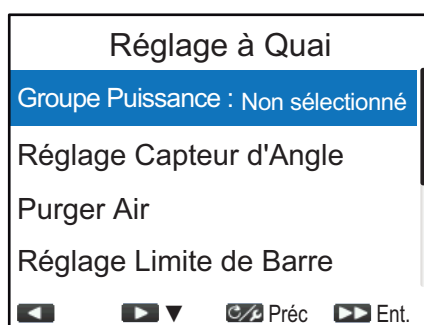 Réglage à Quai
Groupe Puissance : Non sélectionné
Réglage Capteur d'Angle
Purger Air
Réglage Limite de Barre
Préc Ent.